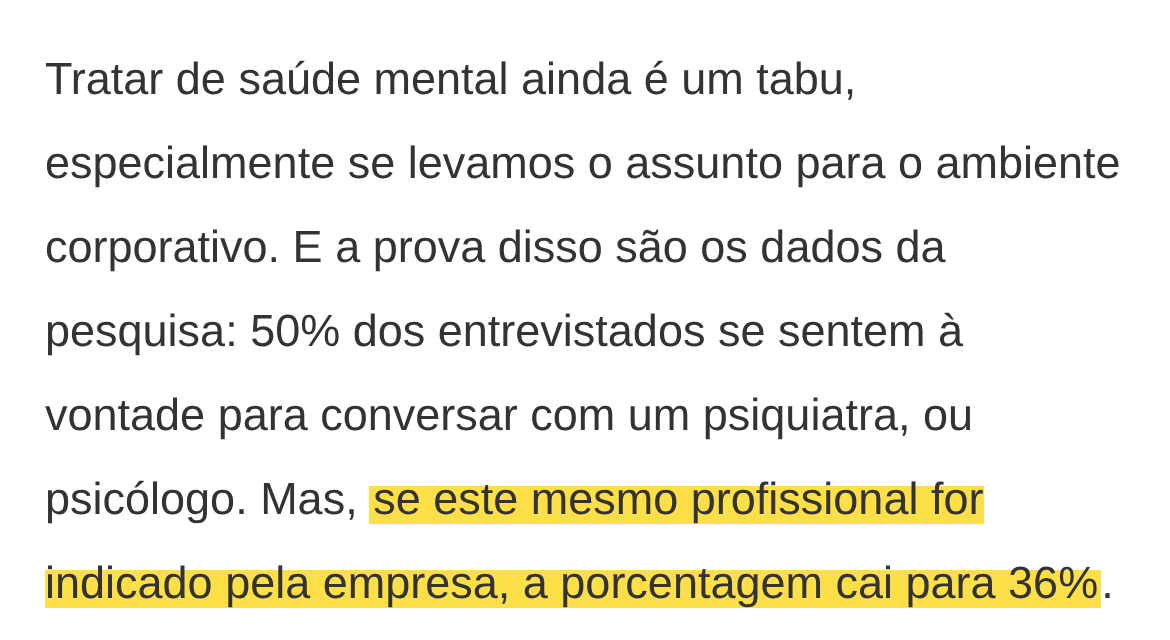 Tratar de saúde mental ainda é um tabu,
especialmente se levamos o assunto para o ambiente
corporativo. E a prova disso são os dados da
pesquisa: 50% dos entrevistados se sentem à
vontade para conversar com um psiquiatra, ou
psicólogo. Mas, se este mesmo profissional for
indicado pela empresa, a porcentagem cai para 36%.